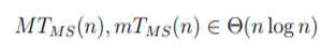 MT_{MS}(n), mT_{MS}(n) ∈ Θ(n log n)